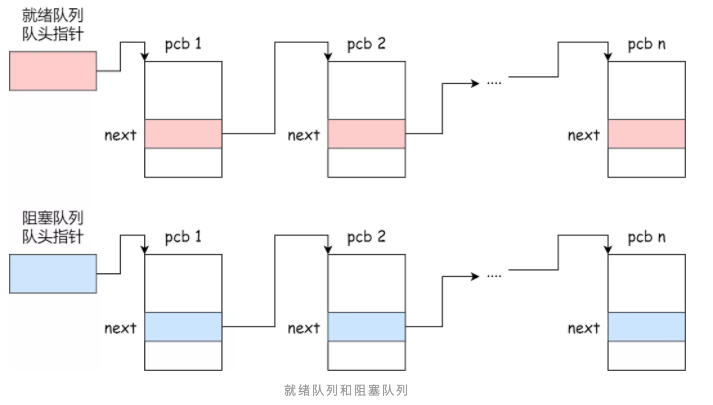 就绪队列
队头指针
pcb 1
pcb 2
....
pcb n
next
next
next
阻塞队列
队头指针
pcb 1
pcb 2
....
pcb n
next
next
next
就绪队列和阻塞队列